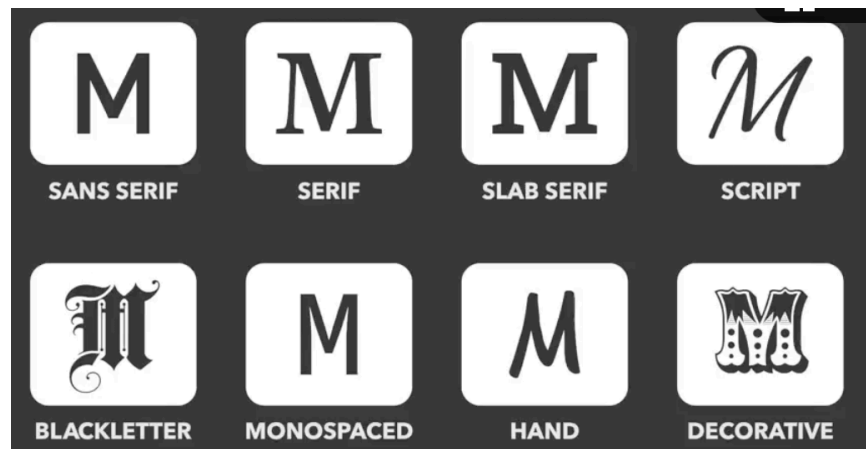 M M M M
SANS SERIF SERIF SLAB SERIF SCRIPT
M M M M
BLACKLETTER MONOSPACED HAND DECORATIVE